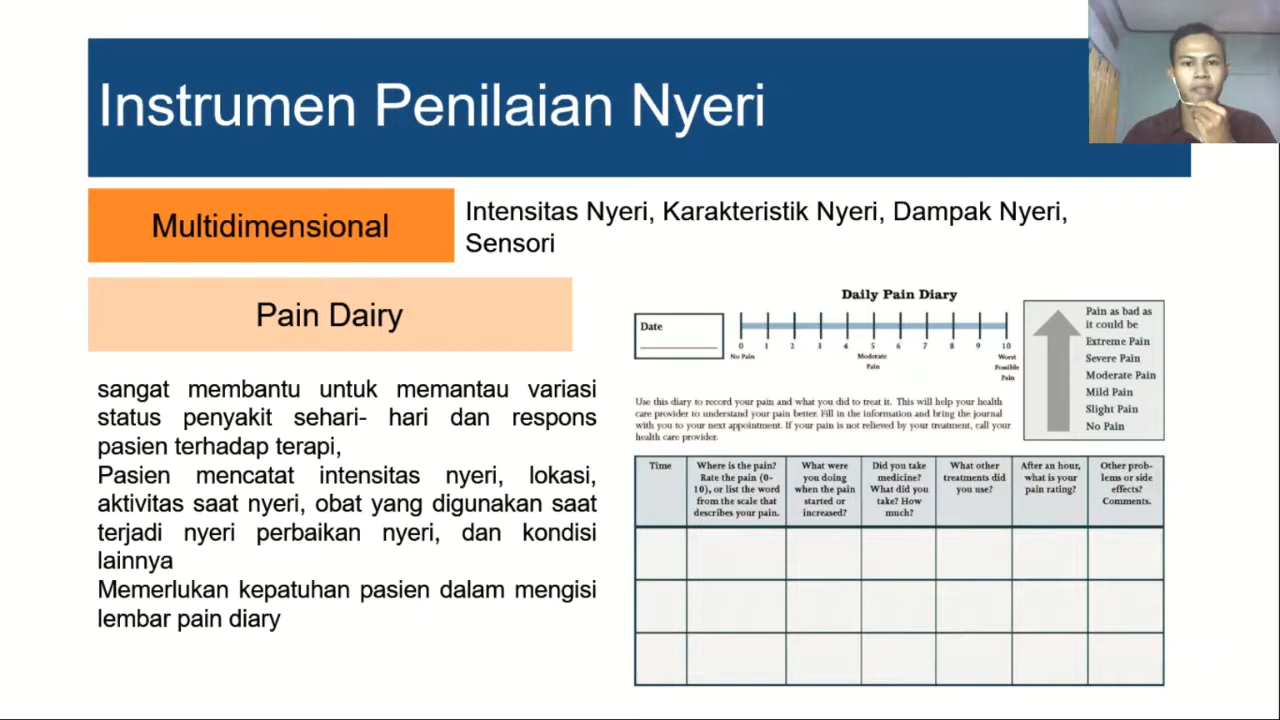 Instrumen Penilaian Nyeri
Multidimensional
Intensitas Nyeri, Karakteristik Nyeri, Dampak Nyeri,
Sensori
Pain Dairy
sangat membantu untuk memantau variasi
status penyakit sehari- hari dan respons
pasien terhadap terapi,
Pasien mencatat intensitas nyeri, lokasi,
aktivitas saat nyeri, obat yang digunakan saat
terjadi nyeri perbaikan nyeri, dan kondisi
lainnya
Memerlukan kepatuhan pasien dalam mengisi
lembar pain diary
Daily Pain Diary
Date
0 1 2 3 4 5 6 7 8 9 10
No Pain
Moderate
Pain
Worst
Possible
Pain
Pain as bad as
it could be
Extreme Pain
Severe Pain
Moderate Pain
Mild Pain
Slight Pain
No Pain
Use this diary to record your pain and what you did to treat it. This will help your health
care provider to understand your pain better. Fill in the information and bring the journal
with you to your next appointment. If your pain is not relieved by your treatment, call your
health care provider.
Time
Where is the pain?
Rate the pain (0-
10), or list the word
from the scale that
describes your pain.
What were
you doing
when the pain
started or
increased?
Did you take
medicine?
What did you
take? How
much?
What other
treatments did
you use?
After an hour,
what is your
pain rating?
Other prob-
lems or side
effects?
Comments.